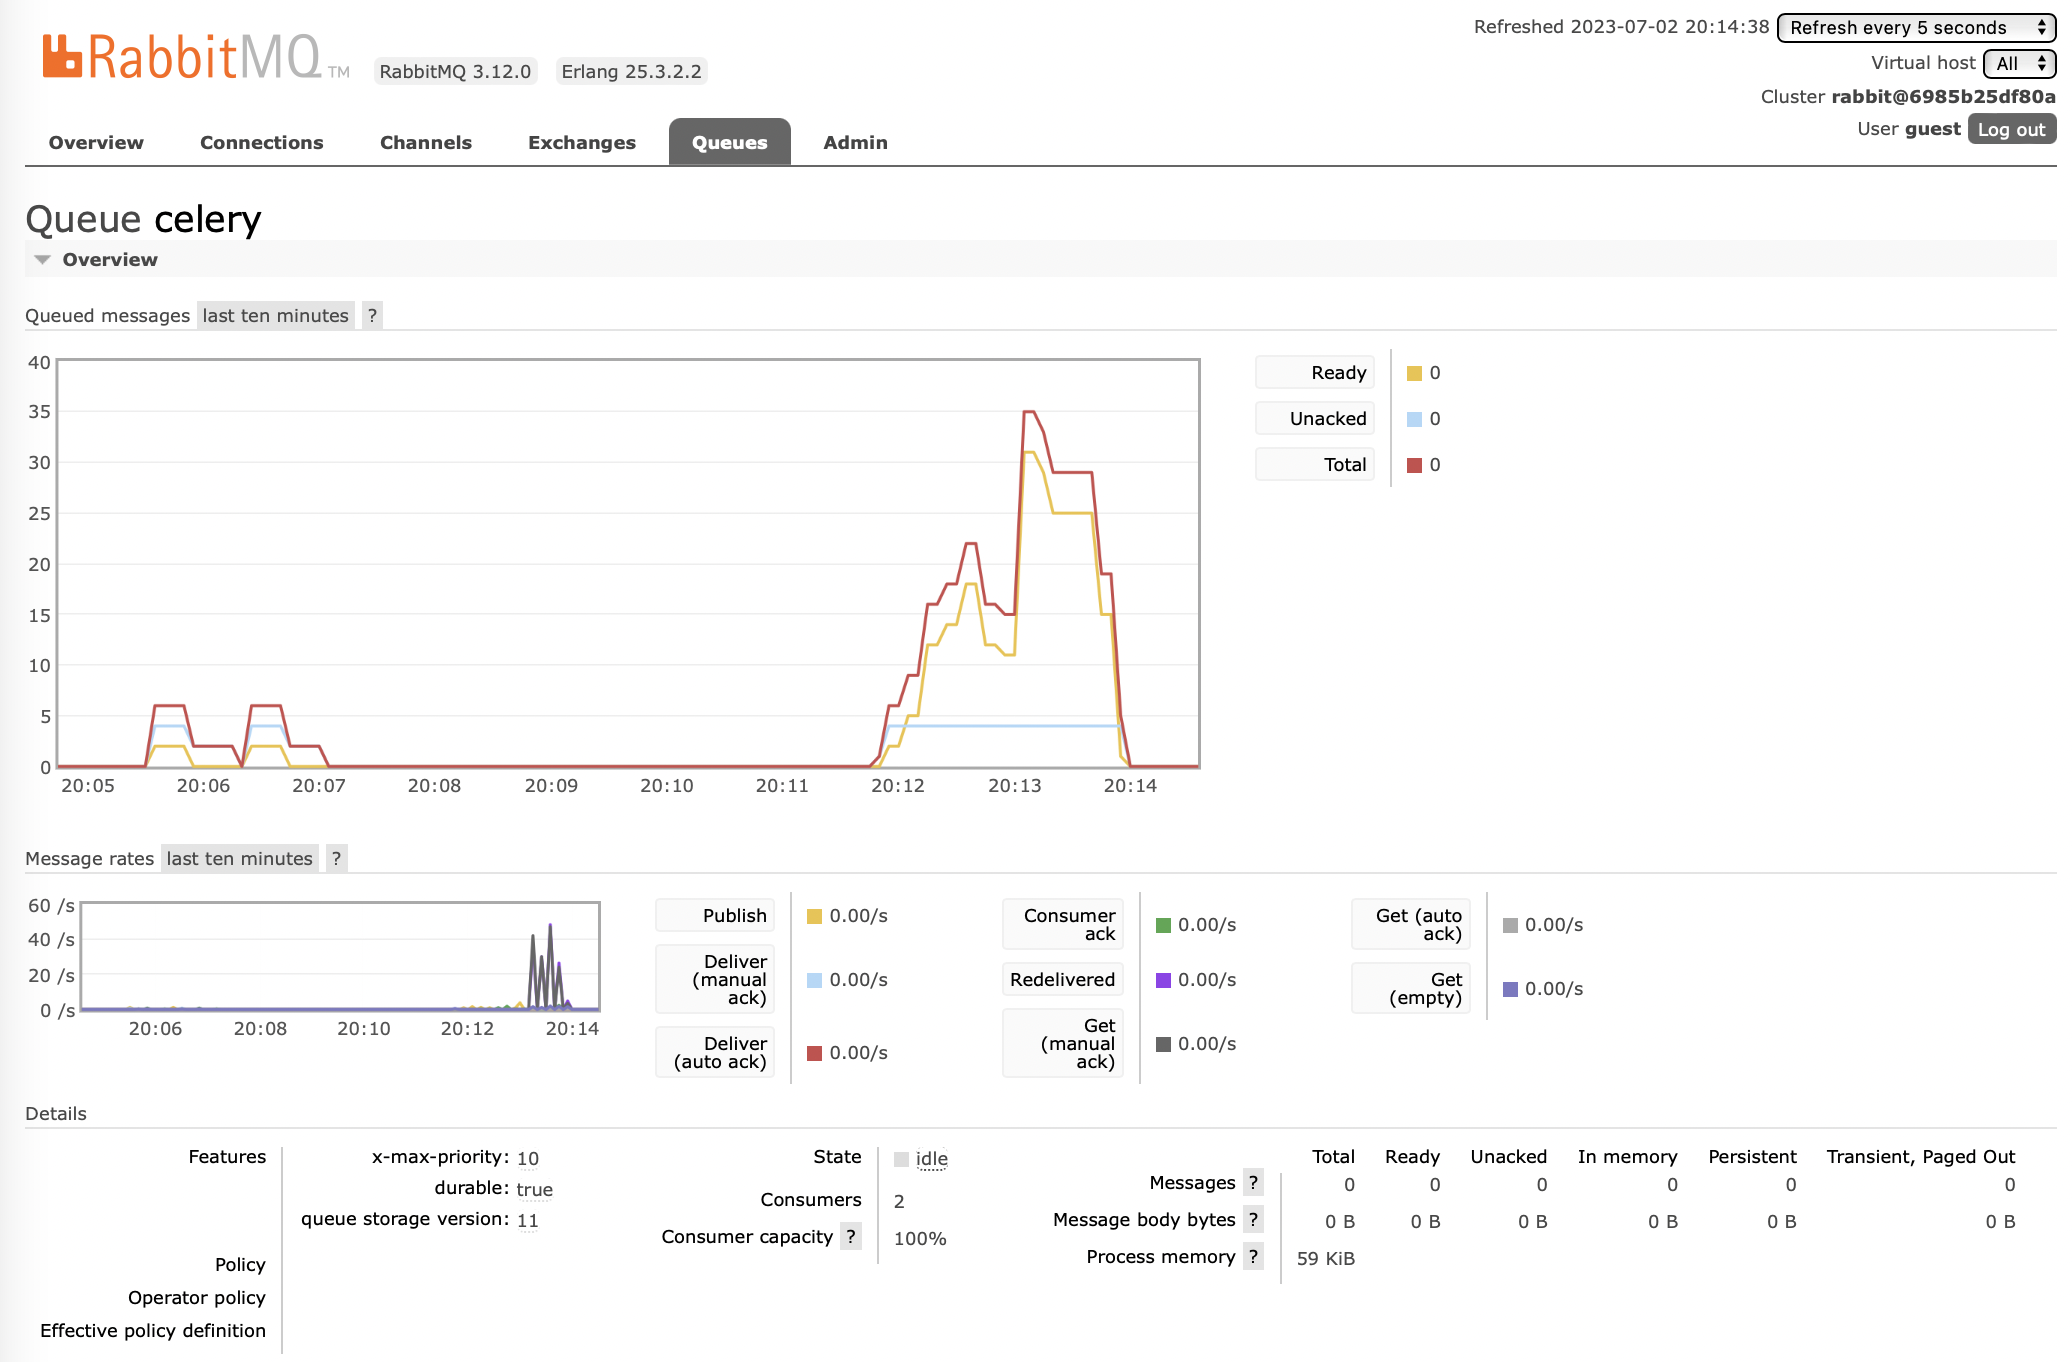 Refreshed 2023-07-02 20:14:38 Refresh every 5 seconds
RabbitMQ TM RabbitMQ 3.12.0 Erlang 25.3.2.2
Virtual host All
Cluster rabbit@6985b25df80a
User guest Log out
Overview Connections Channels Exchanges Queues Admin
Queue celery
Overview
Queued messages last ten minutes ?
40
35
30
25
20
15
10
5
0
20:05 20:06 20:07 20:08 20:09 20:10 20:11 20:12 20:13 20:14
Ready 0
Unacked 0
Total 0
Message rates last ten minutes ?
60 /s
40 /s
20 /s
0 /s
20:06 20:08 20:10 20:12 20:14
Publish 0.00/s
Deliver
(manual
ack) 0.00/s
Deliver
(auto ack) 0.00/s
Consumer
ack 0.00/s
Redelivered 0.00/s
Get
(manual
ack) 0.00/s
Get (auto
ack) 0.00/s
Get
(empty) 0.00/s
Details
Features x-max-priority: 10
durable: true
queue storage version: 11
Policy
Operator policy
Effective policy definition
State idle
Consumers 2
Consumer capacity ? 100%
Total Ready Unacked In memory Persistent Transient, Paged Out
Messages ? 0 0 0 0 0 0
Message body bytes ? 0 B 0 B 0 B 0 B 0 B 0 B
Process memory ? 59 KiB